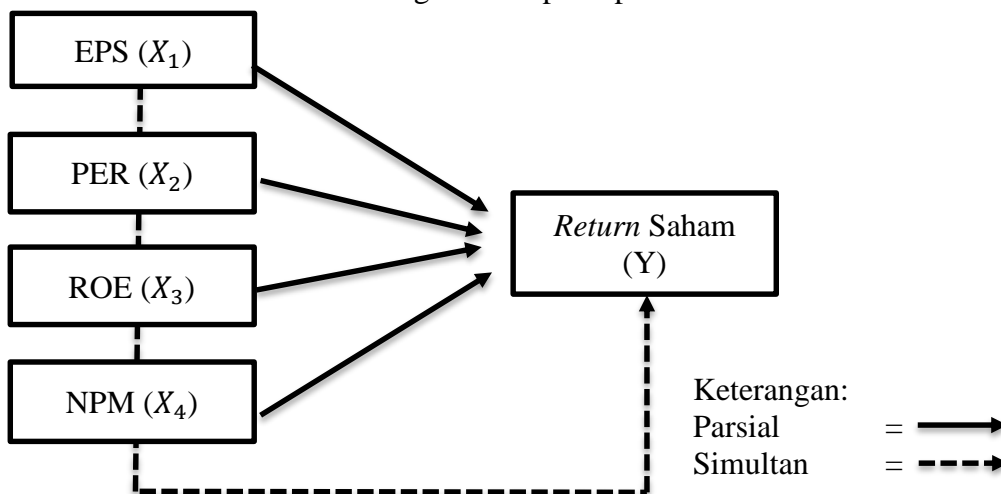 EPS (𝑋1)
PER (𝑋2)
ROE (𝑋3)
NPM (𝑋4)
Return Saham
(Y)
Keterangan:
Parsial =
Simultan =